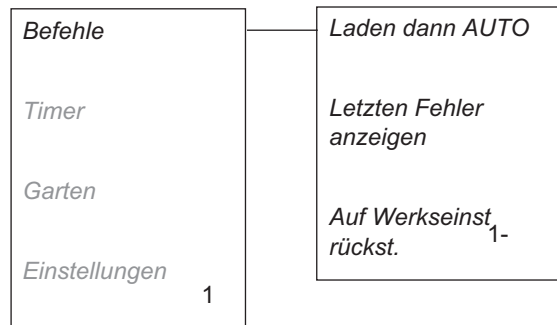 Befehle
Timer
Garten
Einstellungen
1
Laden dann AUTO
Letzten Fehler
anzeigen
Auf Werkseinst
1-
rückst.